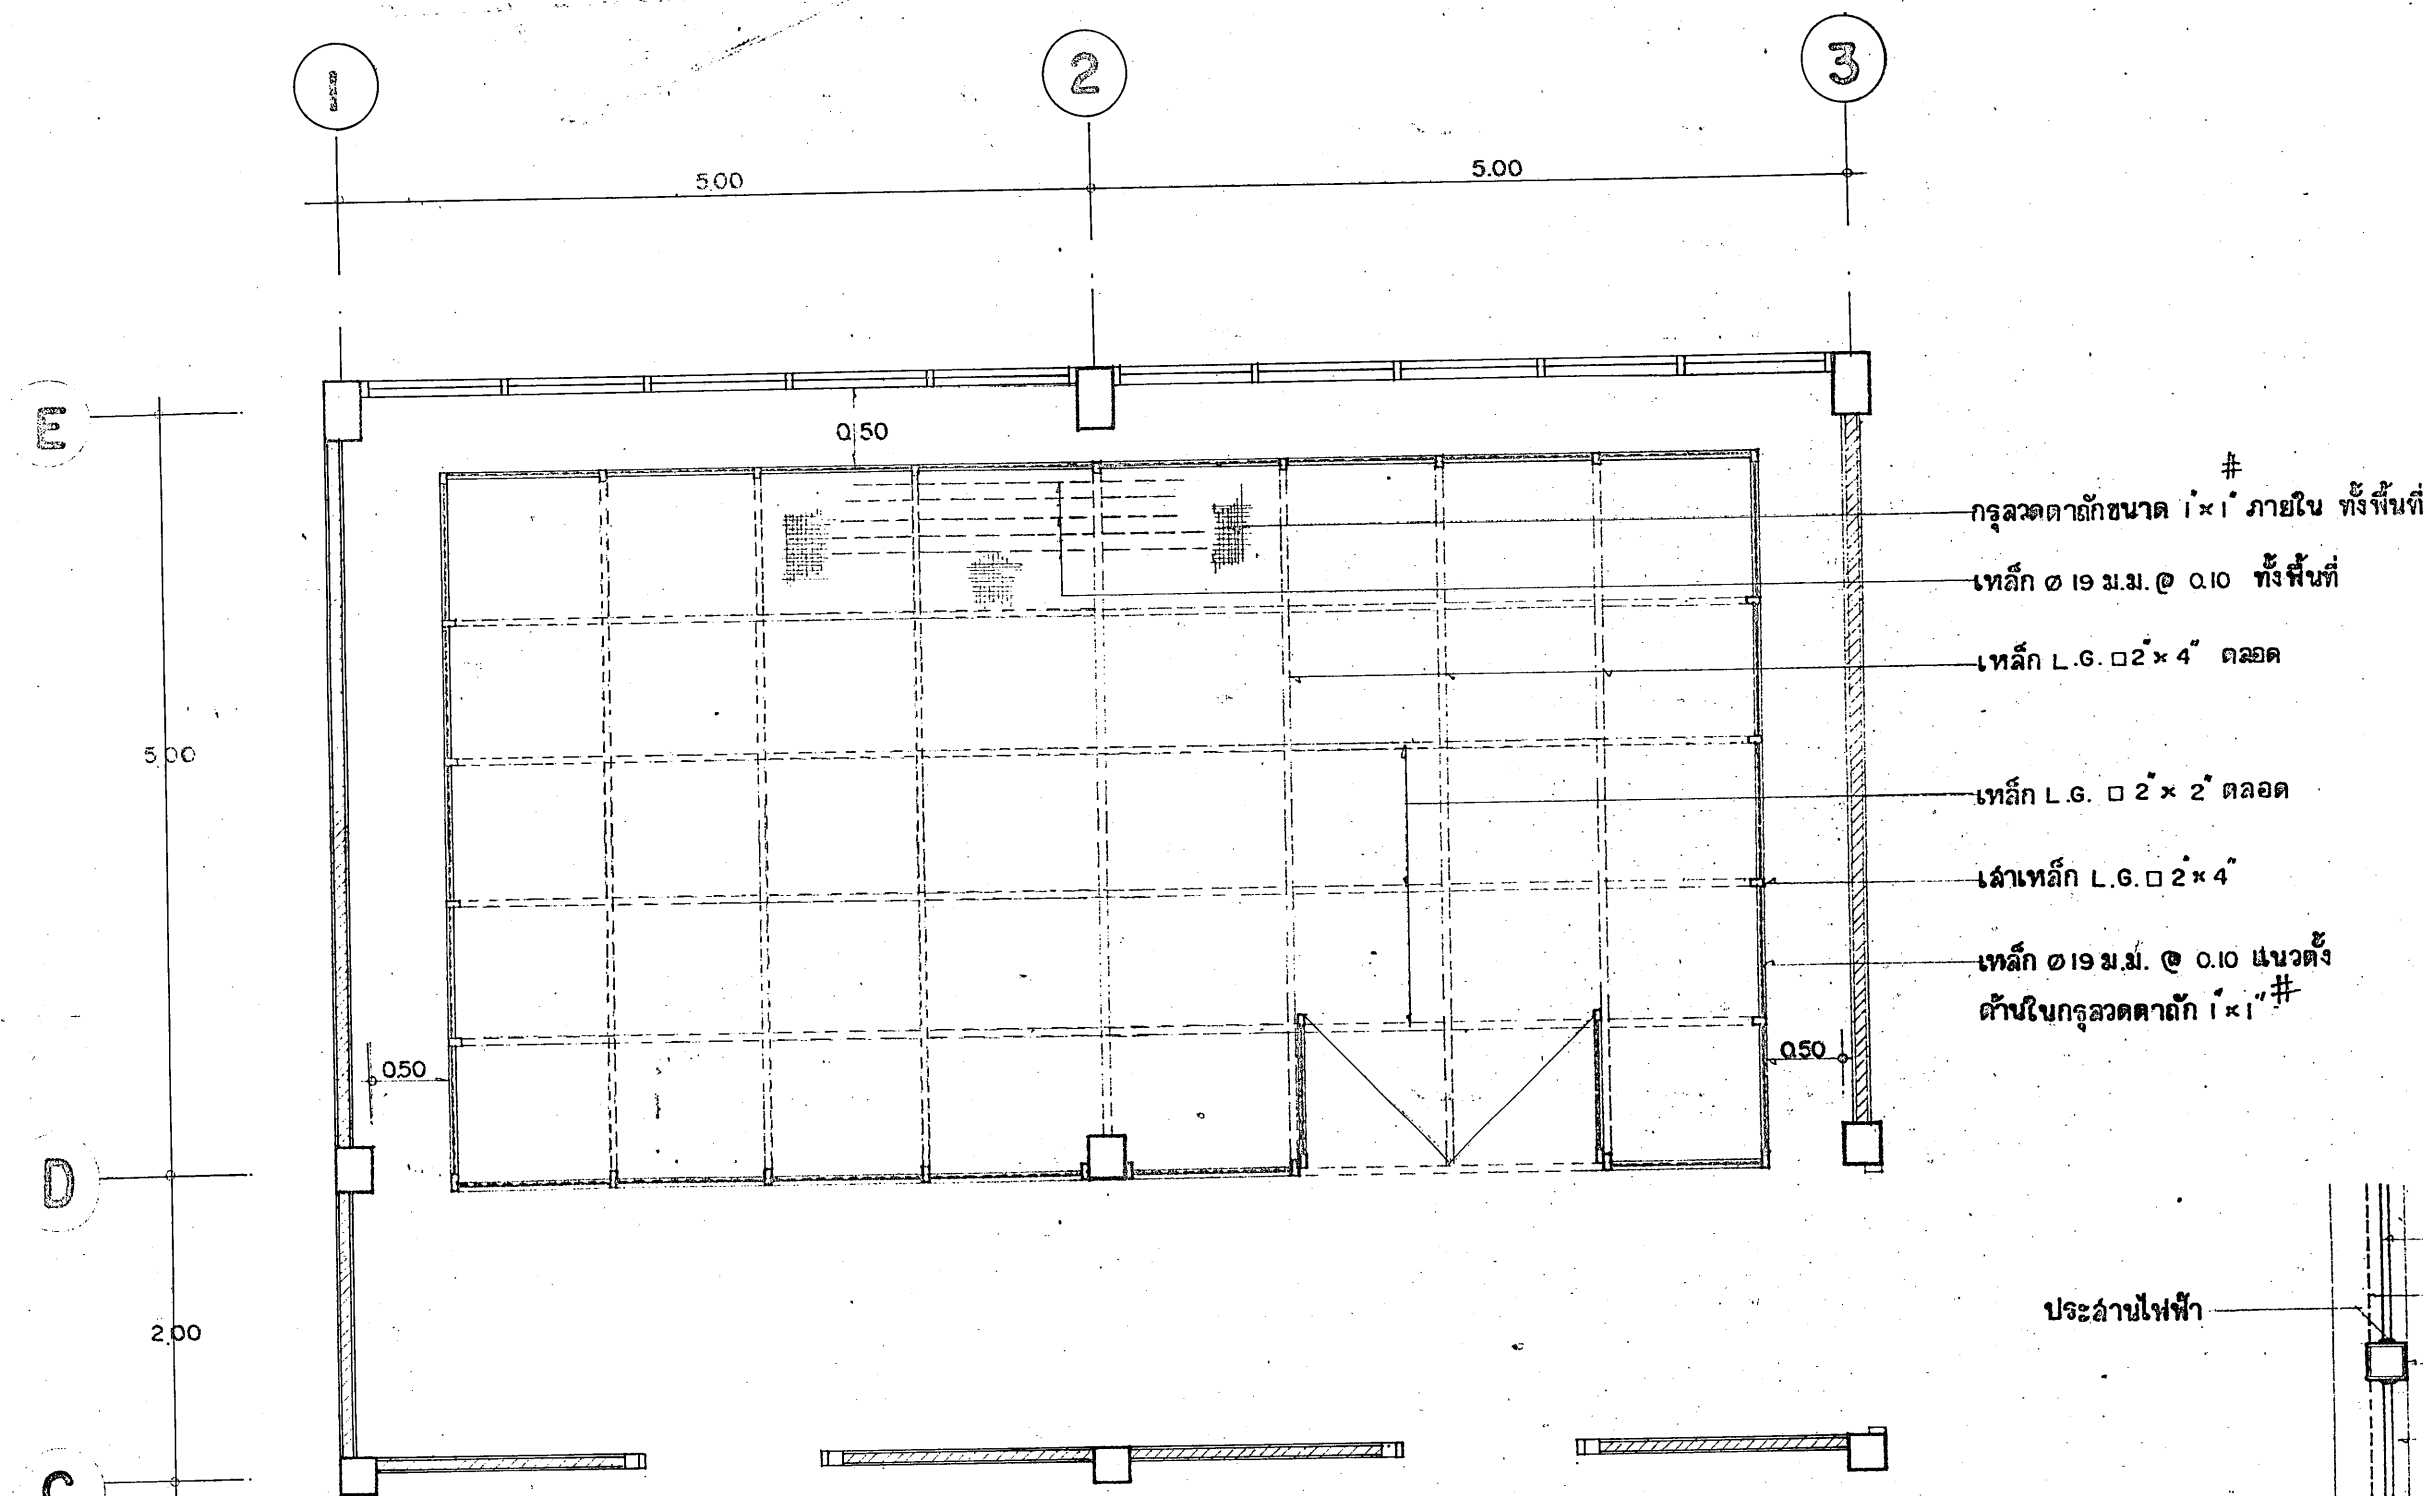 1
2
3
5.00
5.00
E
0.50
#
กรุลวดตาถักขนาด 1"×1" ภายใน ทั้งพื้นที่
เหล็ก Ø 19 ม.ม. @ 0.10 ทั้งพื้นที่
เหล็ก L.G. □ 2"× 4" ตลอด
5.00
เหล็ก L.G. □ 2"× 2" ตลอด
เสาเหล็ก L.G. □ 2"× 4"
เหล็ก Ø 19 ม.ม. @ 0.10 แนวตั้ง
ด้านในกรุลวดตาถัก 1"×1" #
0.50
0.50
D
ประสานไฟฟ้า
2.00
C